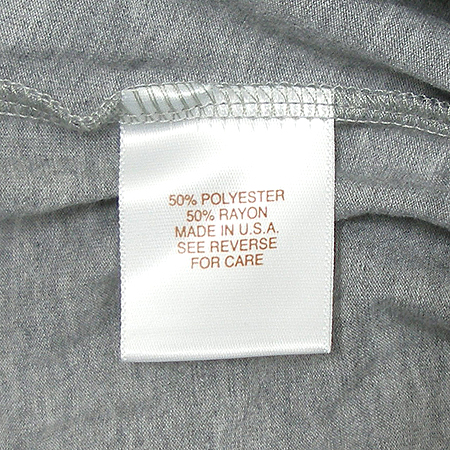 50% POLYESTER
50% RAYON
MADE IN U.S.A.
SEE REVERSE
FOR CARE